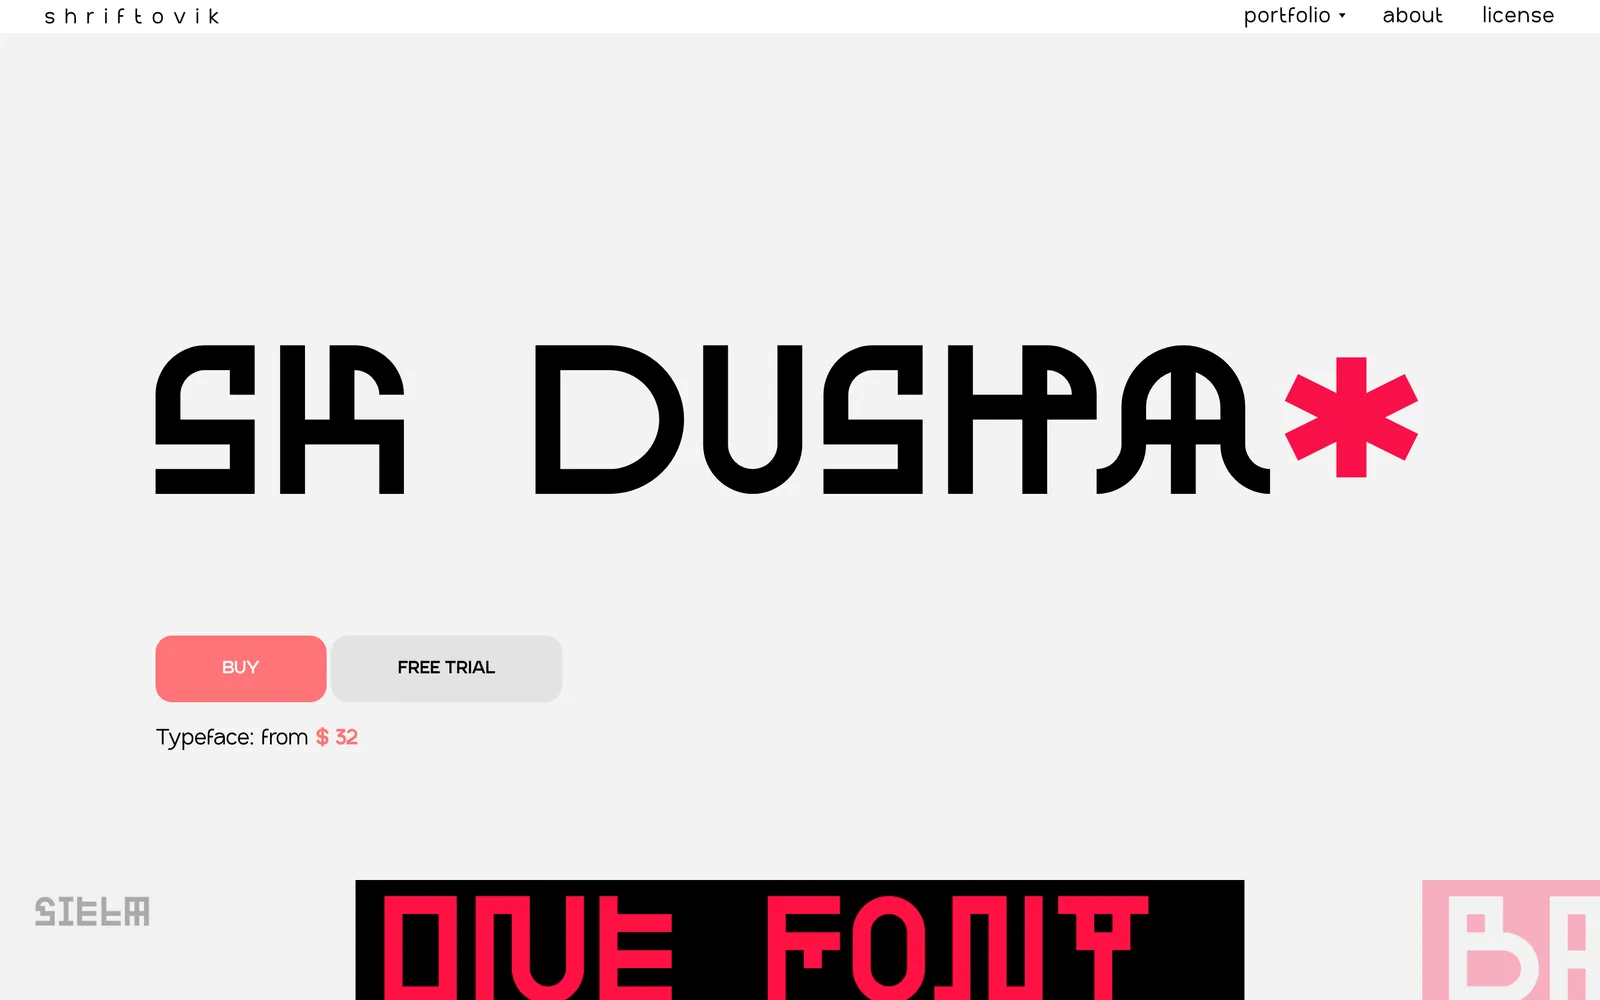 shriftovik
portfolio ▾ about license
SK DUSHA*
BUY FREE TRIAL
Typeface: from $ 32
ONE FONT